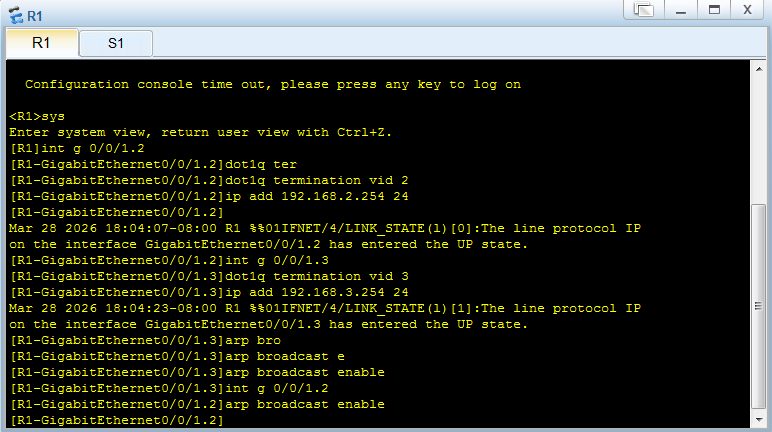 R1
R1
S1
Configuration console time out, please press any key to log on
<R1>sys
Enter system view, return user view with Ctrl+Z.
[R1]int g 0/0/1.2
[R1-GigabitEthernet0/0/1.2]dot1q ter
[R1-GigabitEthernet0/0/1.2]dot1q termination vid 2
[R1-GigabitEthernet0/0/1.2]ip add 192.168.2.254 24
[R1-GigabitEthernet0/0/1.2]
Mar 28 2026 18:04:07-08:00 R1 %%01IFNET/4/LINK_STATE(l)[0]:The line protocol IP
on the interface GigabitEthernet0/0/1.2 has entered the UP state.
[R1-GigabitEthernet0/0/1.2]int g 0/0/1.3
[R1-GigabitEthernet0/0/1.3]dot1q termination vid 3
[R1-GigabitEthernet0/0/1.3]ip add 192.168.3.254 24
Mar 28 2026 18:04:23-08:00 R1 %%01IFNET/4/LINK_STATE(l)[1]:The line protocol IP
on the interface GigabitEthernet0/0/1.3 has entered the UP state.
[R1-GigabitEthernet0/0/1.3]arp bro
[R1-GigabitEthernet0/0/1.3]arp broadcast e
[R1-GigabitEthernet0/0/1.3]arp broadcast enable
[R1-GigabitEthernet0/0/1.3]int g 0/0/1.2
[R1-GigabitEthernet0/0/1.2]arp broadcast enable
[R1-GigabitEthernet0/0/1.2]